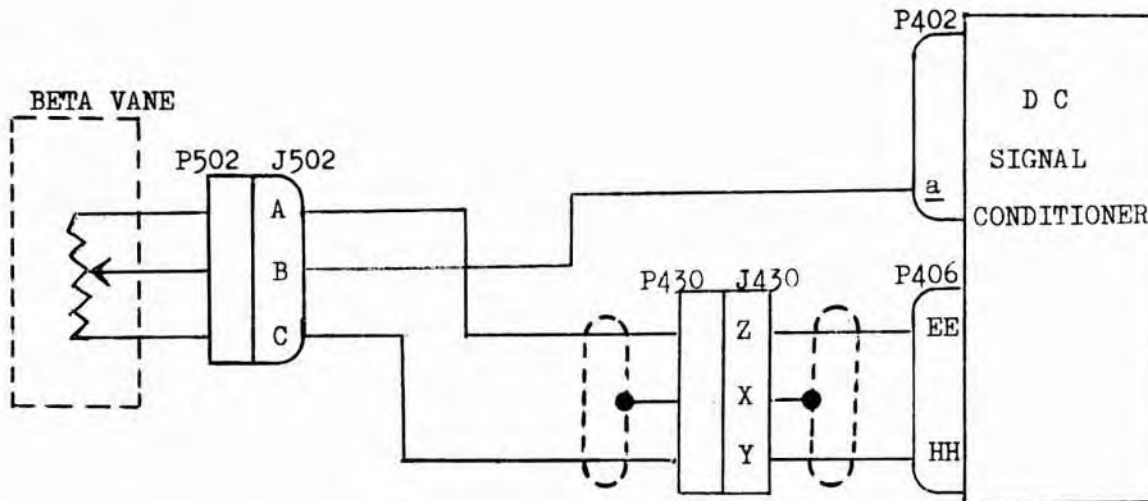 P402
BETA VANE
D C
SIGNAL
CONDITIONER
P502 J502
A
B
C
a
P430 J430
P406
Z
X
Y
EE
HH